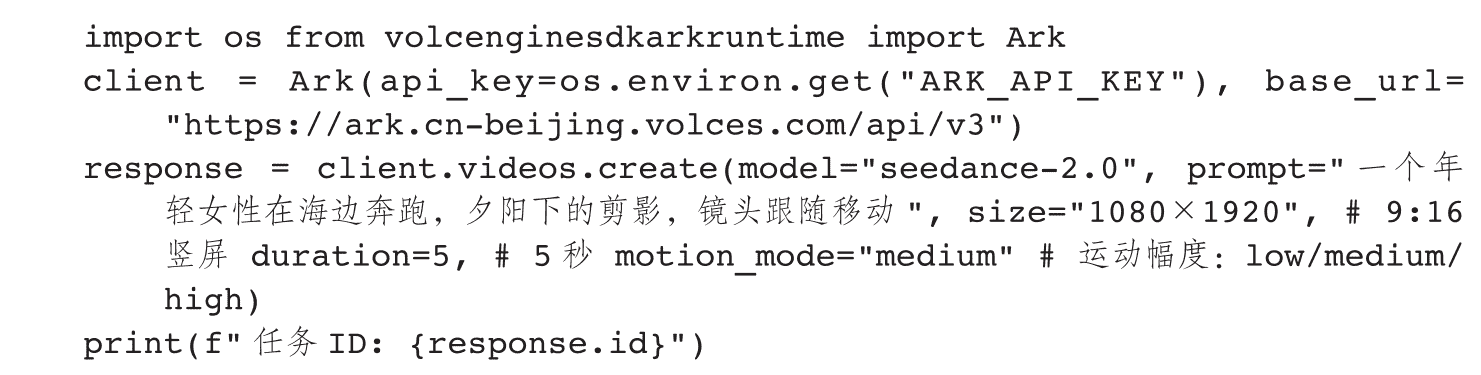 import os from volcenginesdkarkruntime import Ark
client = Ark(api_key=os.environ.get("ARK_API_KEY"), base_url=
"https://ark.cn-beijing.volces.com/api/v3")
response = client.videos.create(model="seedance-2.0", prompt="一个年
轻女性在海边奔跑，夕阳下的剪影，镜头跟随移动", size="1080×1920", # 9:16
竖屏 duration=5, # 5秒 motion_mode="medium" # 运动幅度：low/medium/
high)
print(f"任务ID: {response.id}")